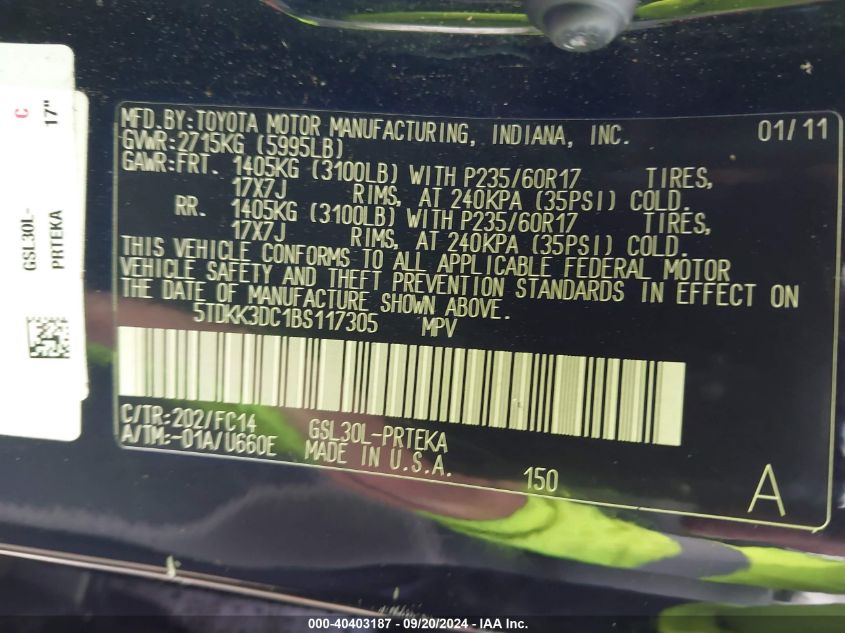 C
17"
GSL30L-
PRTEKA
MFD. BY: TOYOTA MOTOR MANUFACTURING, INDIANA, INC. 01/11
GVWR: 2715KG (5995LB)
GAWR: FRT. 1405KG (3100LB) WITH P235/60R17 TIRES,
17X7J RIMS, AT 240KPA (35PSI) COLD.
RR. 1405KG (3100LB) WITH P235/60R17 TIRES,
17X7J RIMS, AT 240KPA (35PSI) COLD.
THIS VEHICLE CONFORMS TO ALL APPLICABLE FEDERAL MOTOR
VEHICLE SAFETY AND THEFT PREVENTION STANDARDS IN EFFECT ON
THE DATE OF MANUFACTURE SHOWN ABOVE.
5TDKK3DC1BS117305 MPV
C/TR: 202/FC14 GSL30L-PRTEKA
A/TM: -01A/U660E MADE IN U.S.A. 150
A
000-40403187 - 09/20/2024 - IAA Inc.